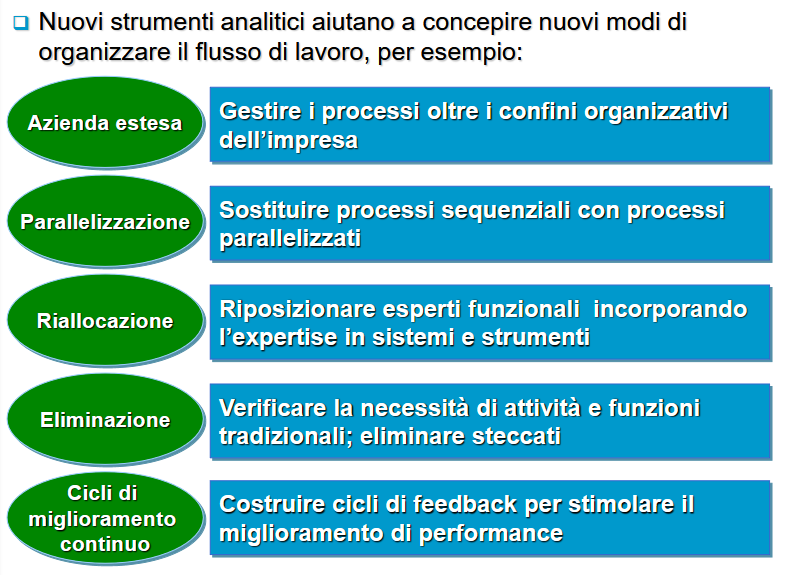 Nuovi strumenti analitici aiutano a concepire nuovi modi di
organizzare il flusso di lavoro, per esempio:
Azienda estesa
Gestire i processi oltre i confini organizzativi
dell’impresa
Parallelizzazione
Sostituire processi sequenziali con processi
parallelizzati
Riallocazione
Riposizionare esperti funzionali incorporando
l’expertise in sistemi e strumenti
Eliminazione
Verificare la necessità di attività e funzioni
tradizionali; eliminare steccati
Cicli di
miglioramento
continuo
Costruire cicli di feedback per stimolare il
miglioramento di performance